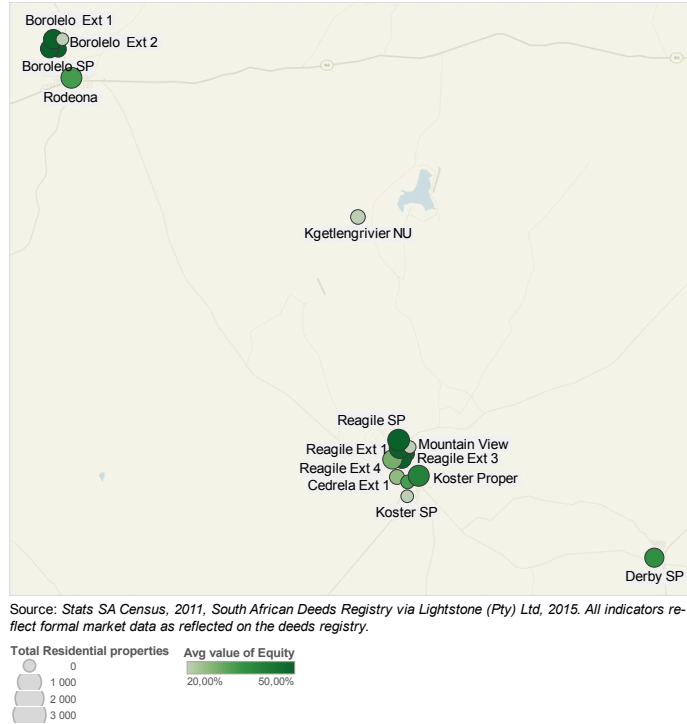 Borolelo Ext 1
Borolelo Ext 2
Borolelo SP
Rodeona
Kgetlengrivier NU
Reagile SP
Mountain View
Reagile Ext 1
Reagile Ext 3
Reagile Ext 4
Koster Proper
Cedrela Ext 1
Koster SP
Derby SP
Source: Stats SA Census, 2011, South African Deeds Registry via Lightstone (Pty) Ltd, 2015. All indicators re-
flect formal market data as reflected on the deeds registry.
Total Residential properties
0
1 000
2 000
3 000
Avg value of Equity
20,00% 50,00%